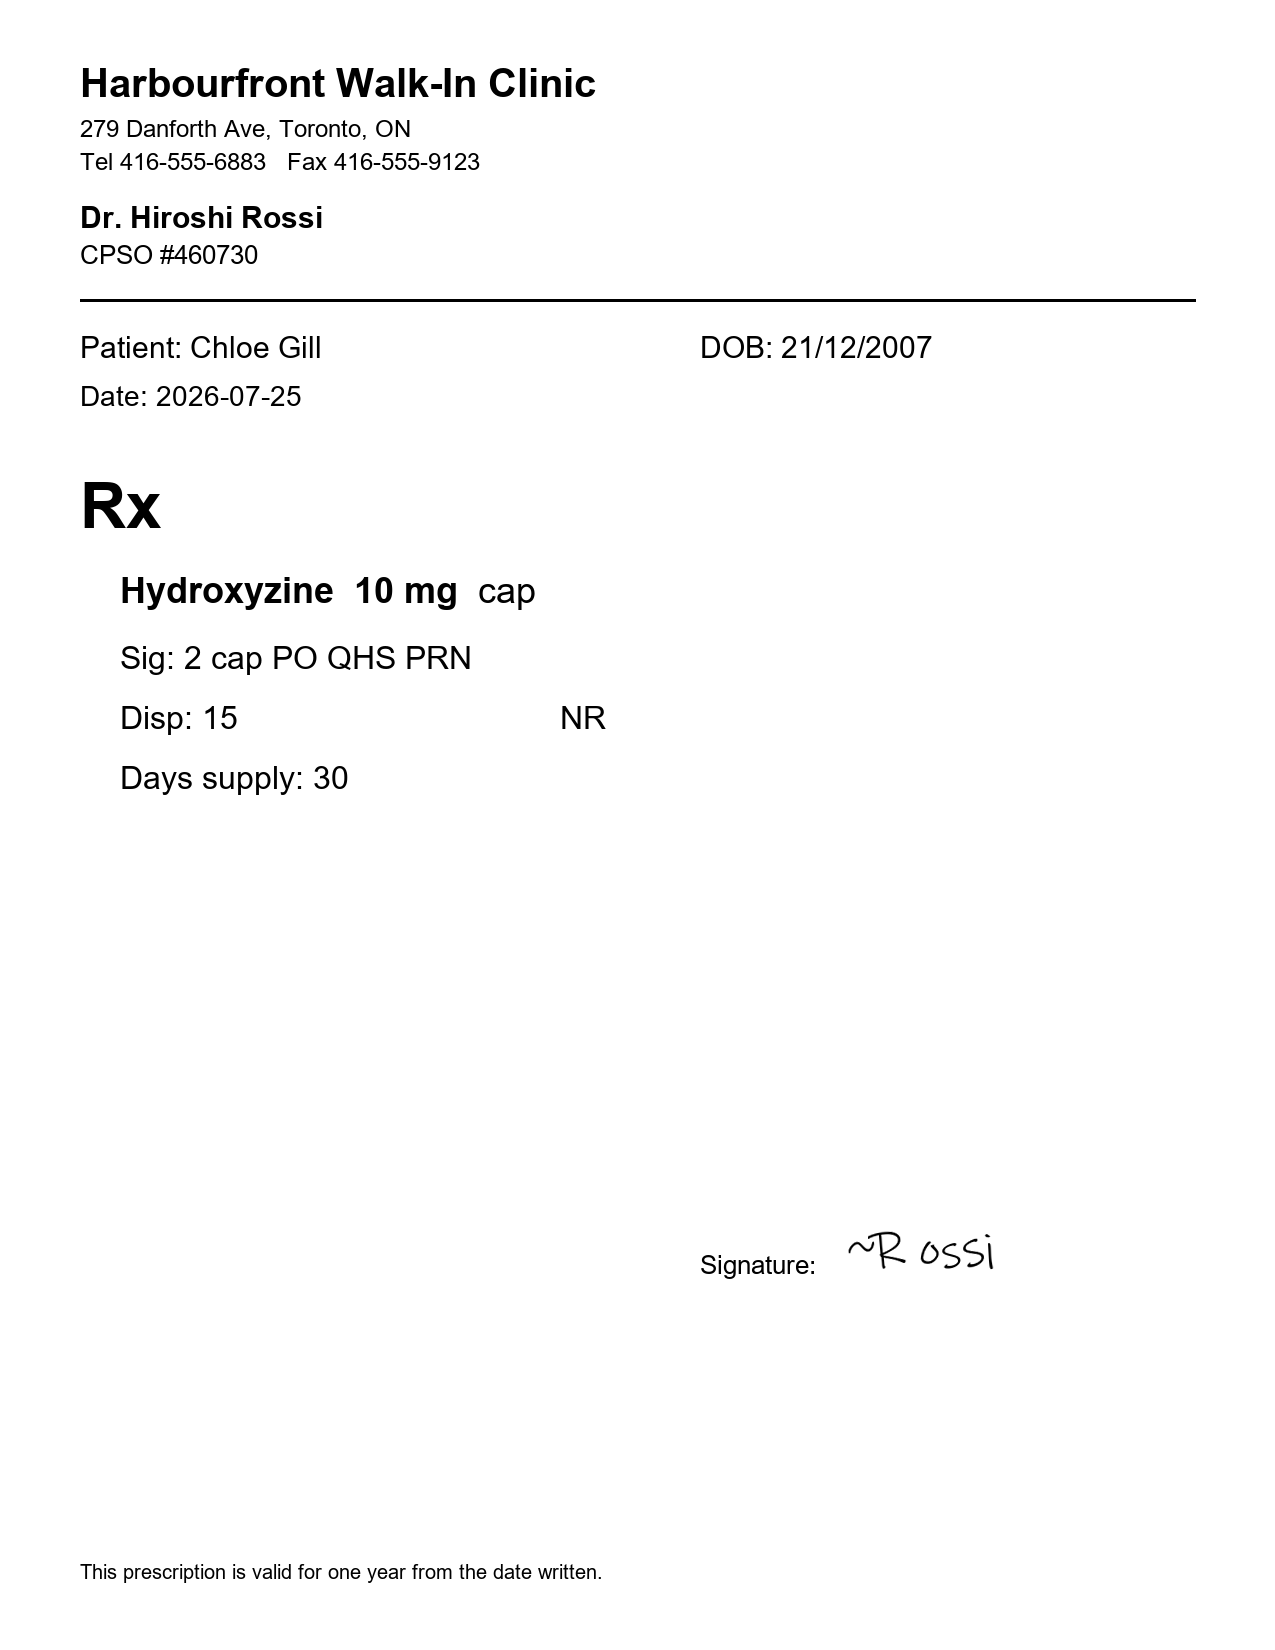 Harbourfront Walk-In Clinic
279 Danforth Ave, Toronto, ON
Tel 416-555-6883 Fax 416-555-9123
Dr. Hiroshi Rossi
CPSO #460730
Patient: Chloe Gill DOB: 21/12/2007
Date: 2026-07-25
Rx
Hydroxyzine 10 mg cap
Sig: 2 cap PO QHS PRN
Disp: 15 NR
Days supply: 30
Signature: ~R ossi
This prescription is valid for one year from the date written.